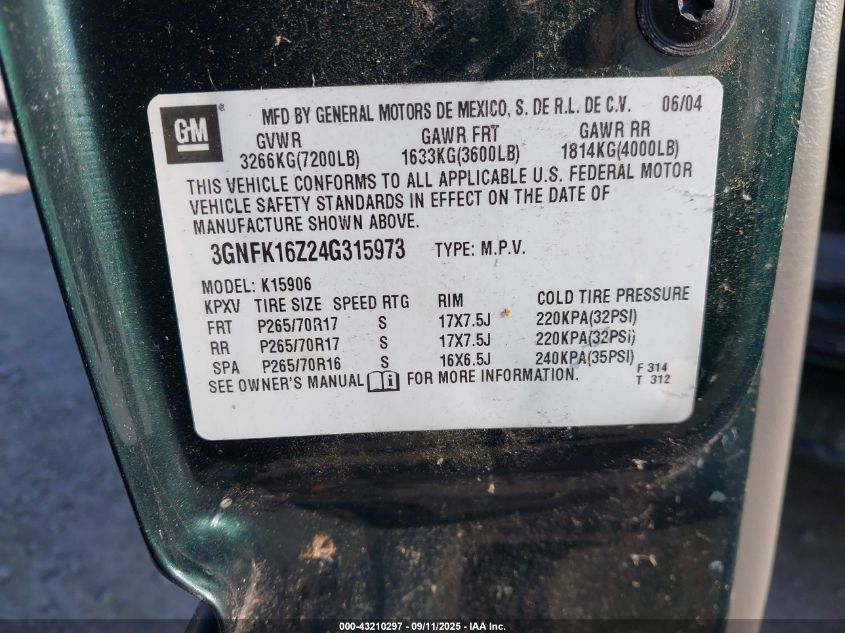 GM® MFD BY GENERAL MOTORS DE MEXICO, S. DE R.L. DE C.V. 06/04
GVWR GAWR FRT GAWR RR
3266KG(7200LB) 1633KG(3600LB) 1814KG(4000LB)
THIS VEHICLE CONFORMS TO ALL APPLICABLE U.S. FEDERAL MOTOR
VEHICLE SAFETY STANDARDS IN EFFECT ON THE DATE OF
MANUFACTURE SHOWN ABOVE.
3GNFK16Z24G315973 TYPE: M.P.V.
MODEL: K15906
KPXV TIRE SIZE SPEED RTG RIM COLD TIRE PRESSURE
FRT P265/70R17 S 17X7.5J 220KPA(32PSI)
RR P265/70R17 S 17X7.5J 220KPA(32PSi)
SPA P265/70R16 S 16X6.5J 240KPA(35PSI)
SEE OWNER'S MANUAL FOR MORE INFORMATION.
F 314
T 312
000-43210297 - 09/11/2025 - IAA Inc.